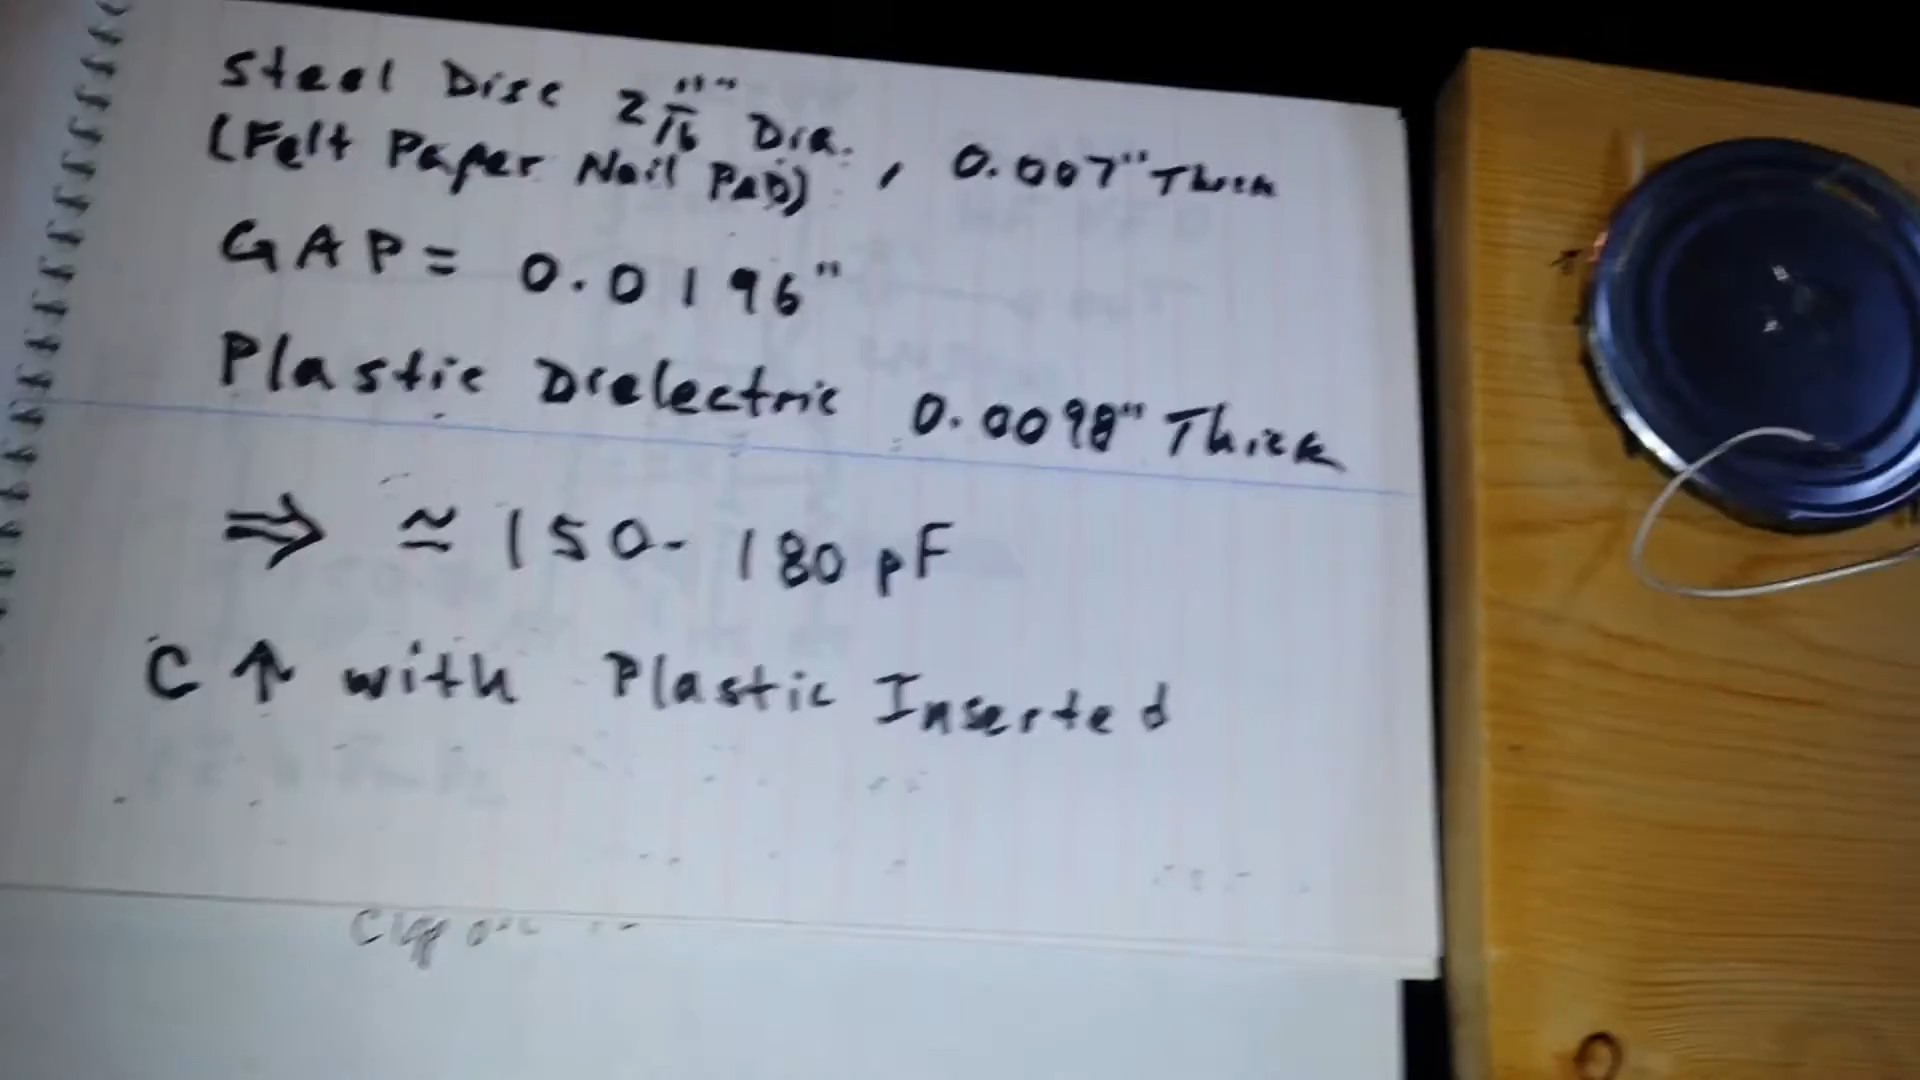 Steel Disc 2 11/16" Dia.
(Felt Paper Nail Pad), 0.007" Thick
GAP = 0.0196"
Plastic Dielectric 0.0098" Thick
⇒ ≈ 150-180 pF
C ↑ with Plastic Inserted